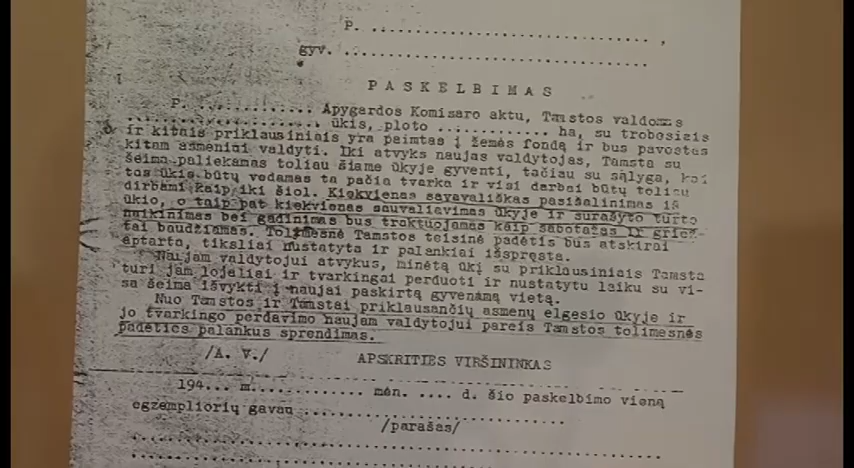 P. .............................. ,
gyv. ..................................
PASKELBIMAS
P. .............. Apygardos Komisaro aktu, Tamstos valdomas
.................... ūkis, ploto ............ ha, su trobesiais
ir kitais priklausiniais yra paimtas į žemės fondą ir bus pavestas
kitam asmeniui valdyti. Iki atvyks naujas valdytojas, Tamsta su
šeima paliekamas toliau šiame ūkyje gyventi, tačiau su sąlyga, kad
tas ūkis būtų vedamas ta pačia tvarka ir visi darbai būtų toliau
dirbami kaip iki šiol. Kiekvienas savavališkas pasišalinimas iš
ūkio, o taip pat kiekvienas sauvaliavimas ūkyje ir surašyto turto
naikinimas bei gadinimas bus traktuojamas kaip sabotažas ir griež-
tai baudžiamas. Tolimesnė Tamstos teisinė padėtis bus atskirai
aptarta, tiksliai nustatyta ir palankiai išspręsta.
Naujam valdytojui atvykus, minėtą ūkį su priklausiniais Tamsta
turi jam lojaliai ir tvarkingai perduoti ir nustatytu laiku su vi-
sa šeima išvykti į naujai paskirtą gyvenamą vietą.
Nuo Tamstos ir Tamstai priklausančių asmenų elgesio ūkyje ir
jo tvarkingo perdavimo naujam valdytojui pareis Tamstos tolimesnės
padėties palankus sprendimas.
/A. V./ APSKRITIES VIRŠININKAS
194... m............. mėn. .... d. šio paskelbimo vieną
egzempliorių gavau ..........................
/parašas/